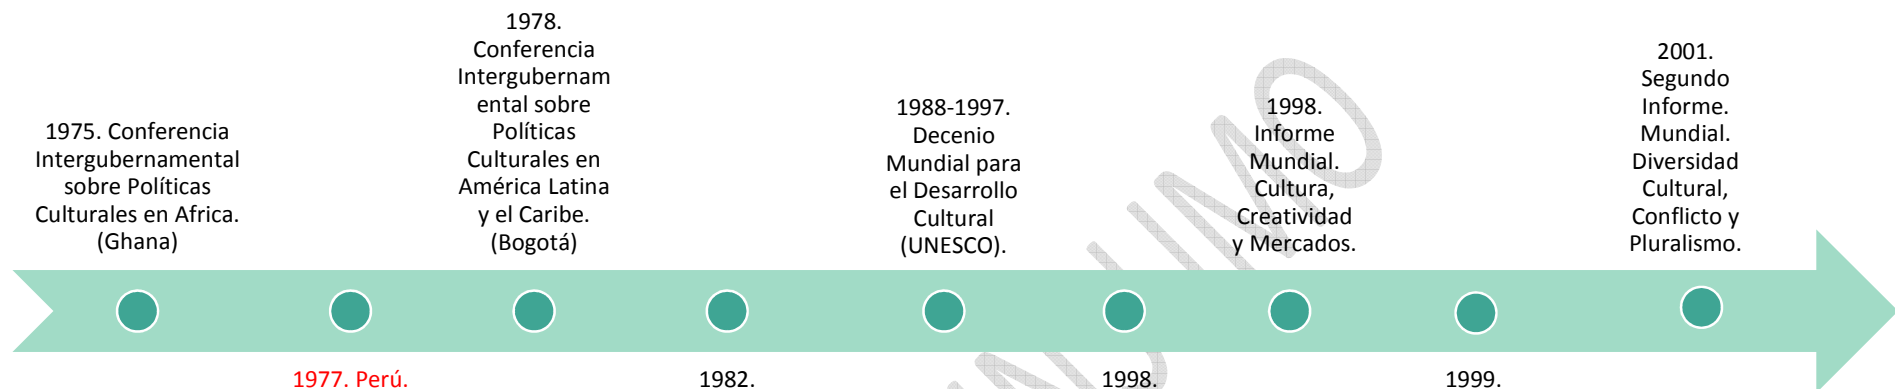 1975. Conferencia
Intergubernamental
sobre Políticas
Culturales en Africa.
(Ghana)
1978.
Conferencia
Intergubernam
ental sobre
Políticas
Culturales en
América Latina
y el Caribe.
(Bogotá)
1988-1997.
Decenio
Mundial para
el Desarrollo
Cultural
(UNESCO).
1998.
Informe
Mundial.
Cultura,
Creatividad
y Mercados.
2001.
Segundo
Informe.
Mundial.
Diversidad
Cultural,
Conflicto y
Pluralismo.
1977. Perú.
1982.
1998.
1999.